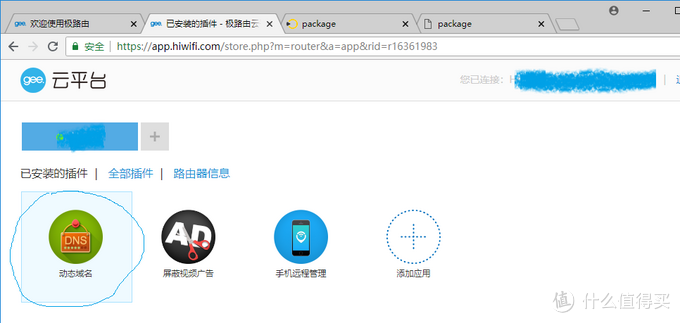 gee. 欢迎使用极路由
gee. 已安装的插件 - 极路由云
package
package
安全 https://app.hiwifi.com/store.php?m=router&a=app&rId=r16361983
gee. 云平台
您已连接：H
已安装的插件 | 全部插件 | 路由器信息
DNS
AD
动态域名
屏蔽视频广告
手机远程管理
添加应用
值 什么值得买